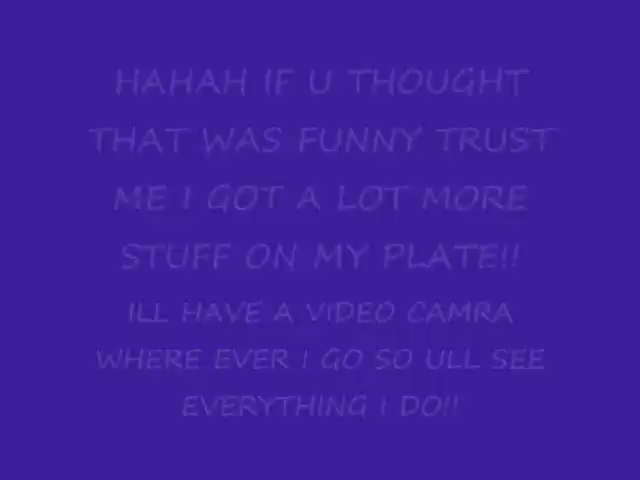 HAHAH IF U THOUGHT
THAT WAS FUNNY TRUST
ME I GOT A LOT MORE
STUFF ON MY PLATE!!
ILL HAVE A VIDEO CAMRA
WHERE EVER I GO SO ULL SEE
EVERYTHING I DO!!